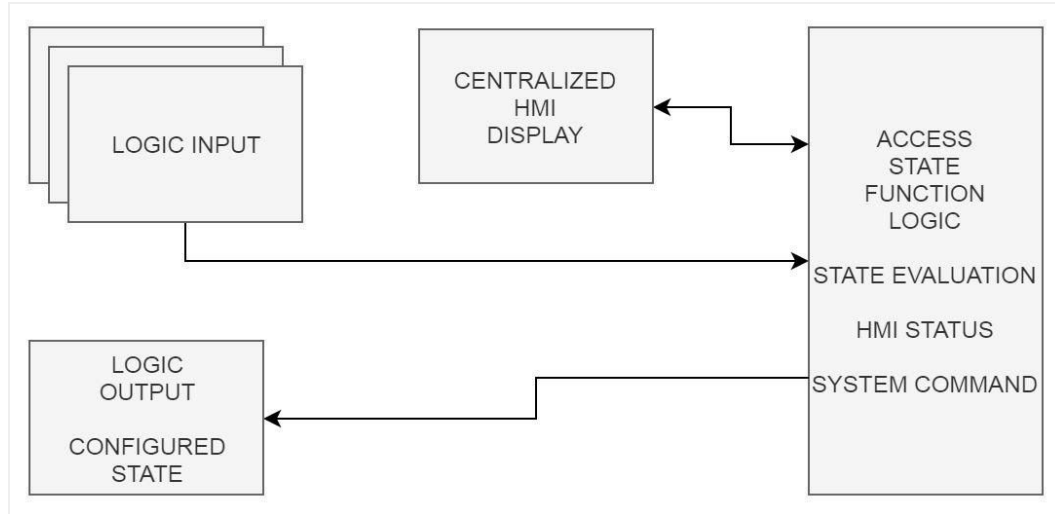 LOGIC INPUT
CENTRALIZED
HMI
DISPLAY
ACCESS
STATE
FUNCTION
LOGIC
STATE EVALUATION
HMI STATUS
SYSTEM COMMAND
LOGIC
OUTPUT
CONFIGURED
STATE